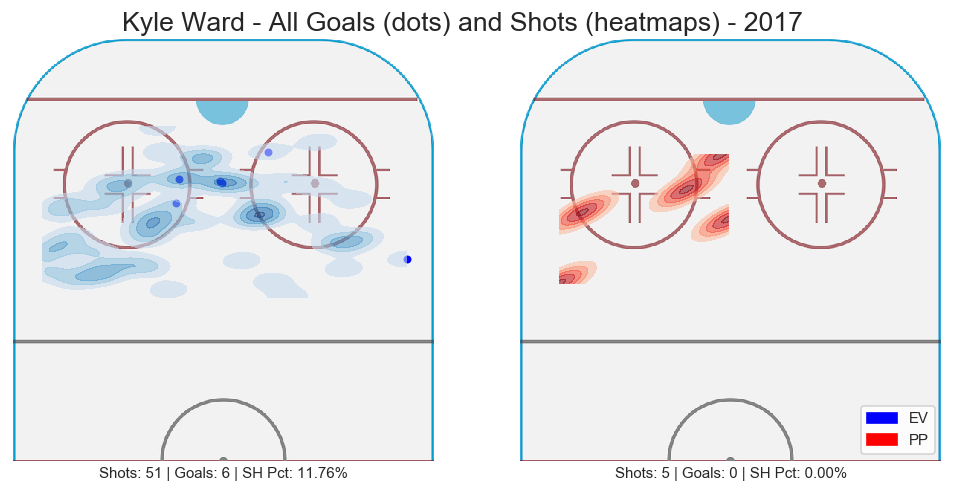 Kyle Ward - All Goals (dots) and Shots (heatmaps) - 2017
EV
PP
Shots: 51 | Goals: 6 | SH Pct: 11.76%
Shots: 5 | Goals: 0 | SH Pct: 0.00%